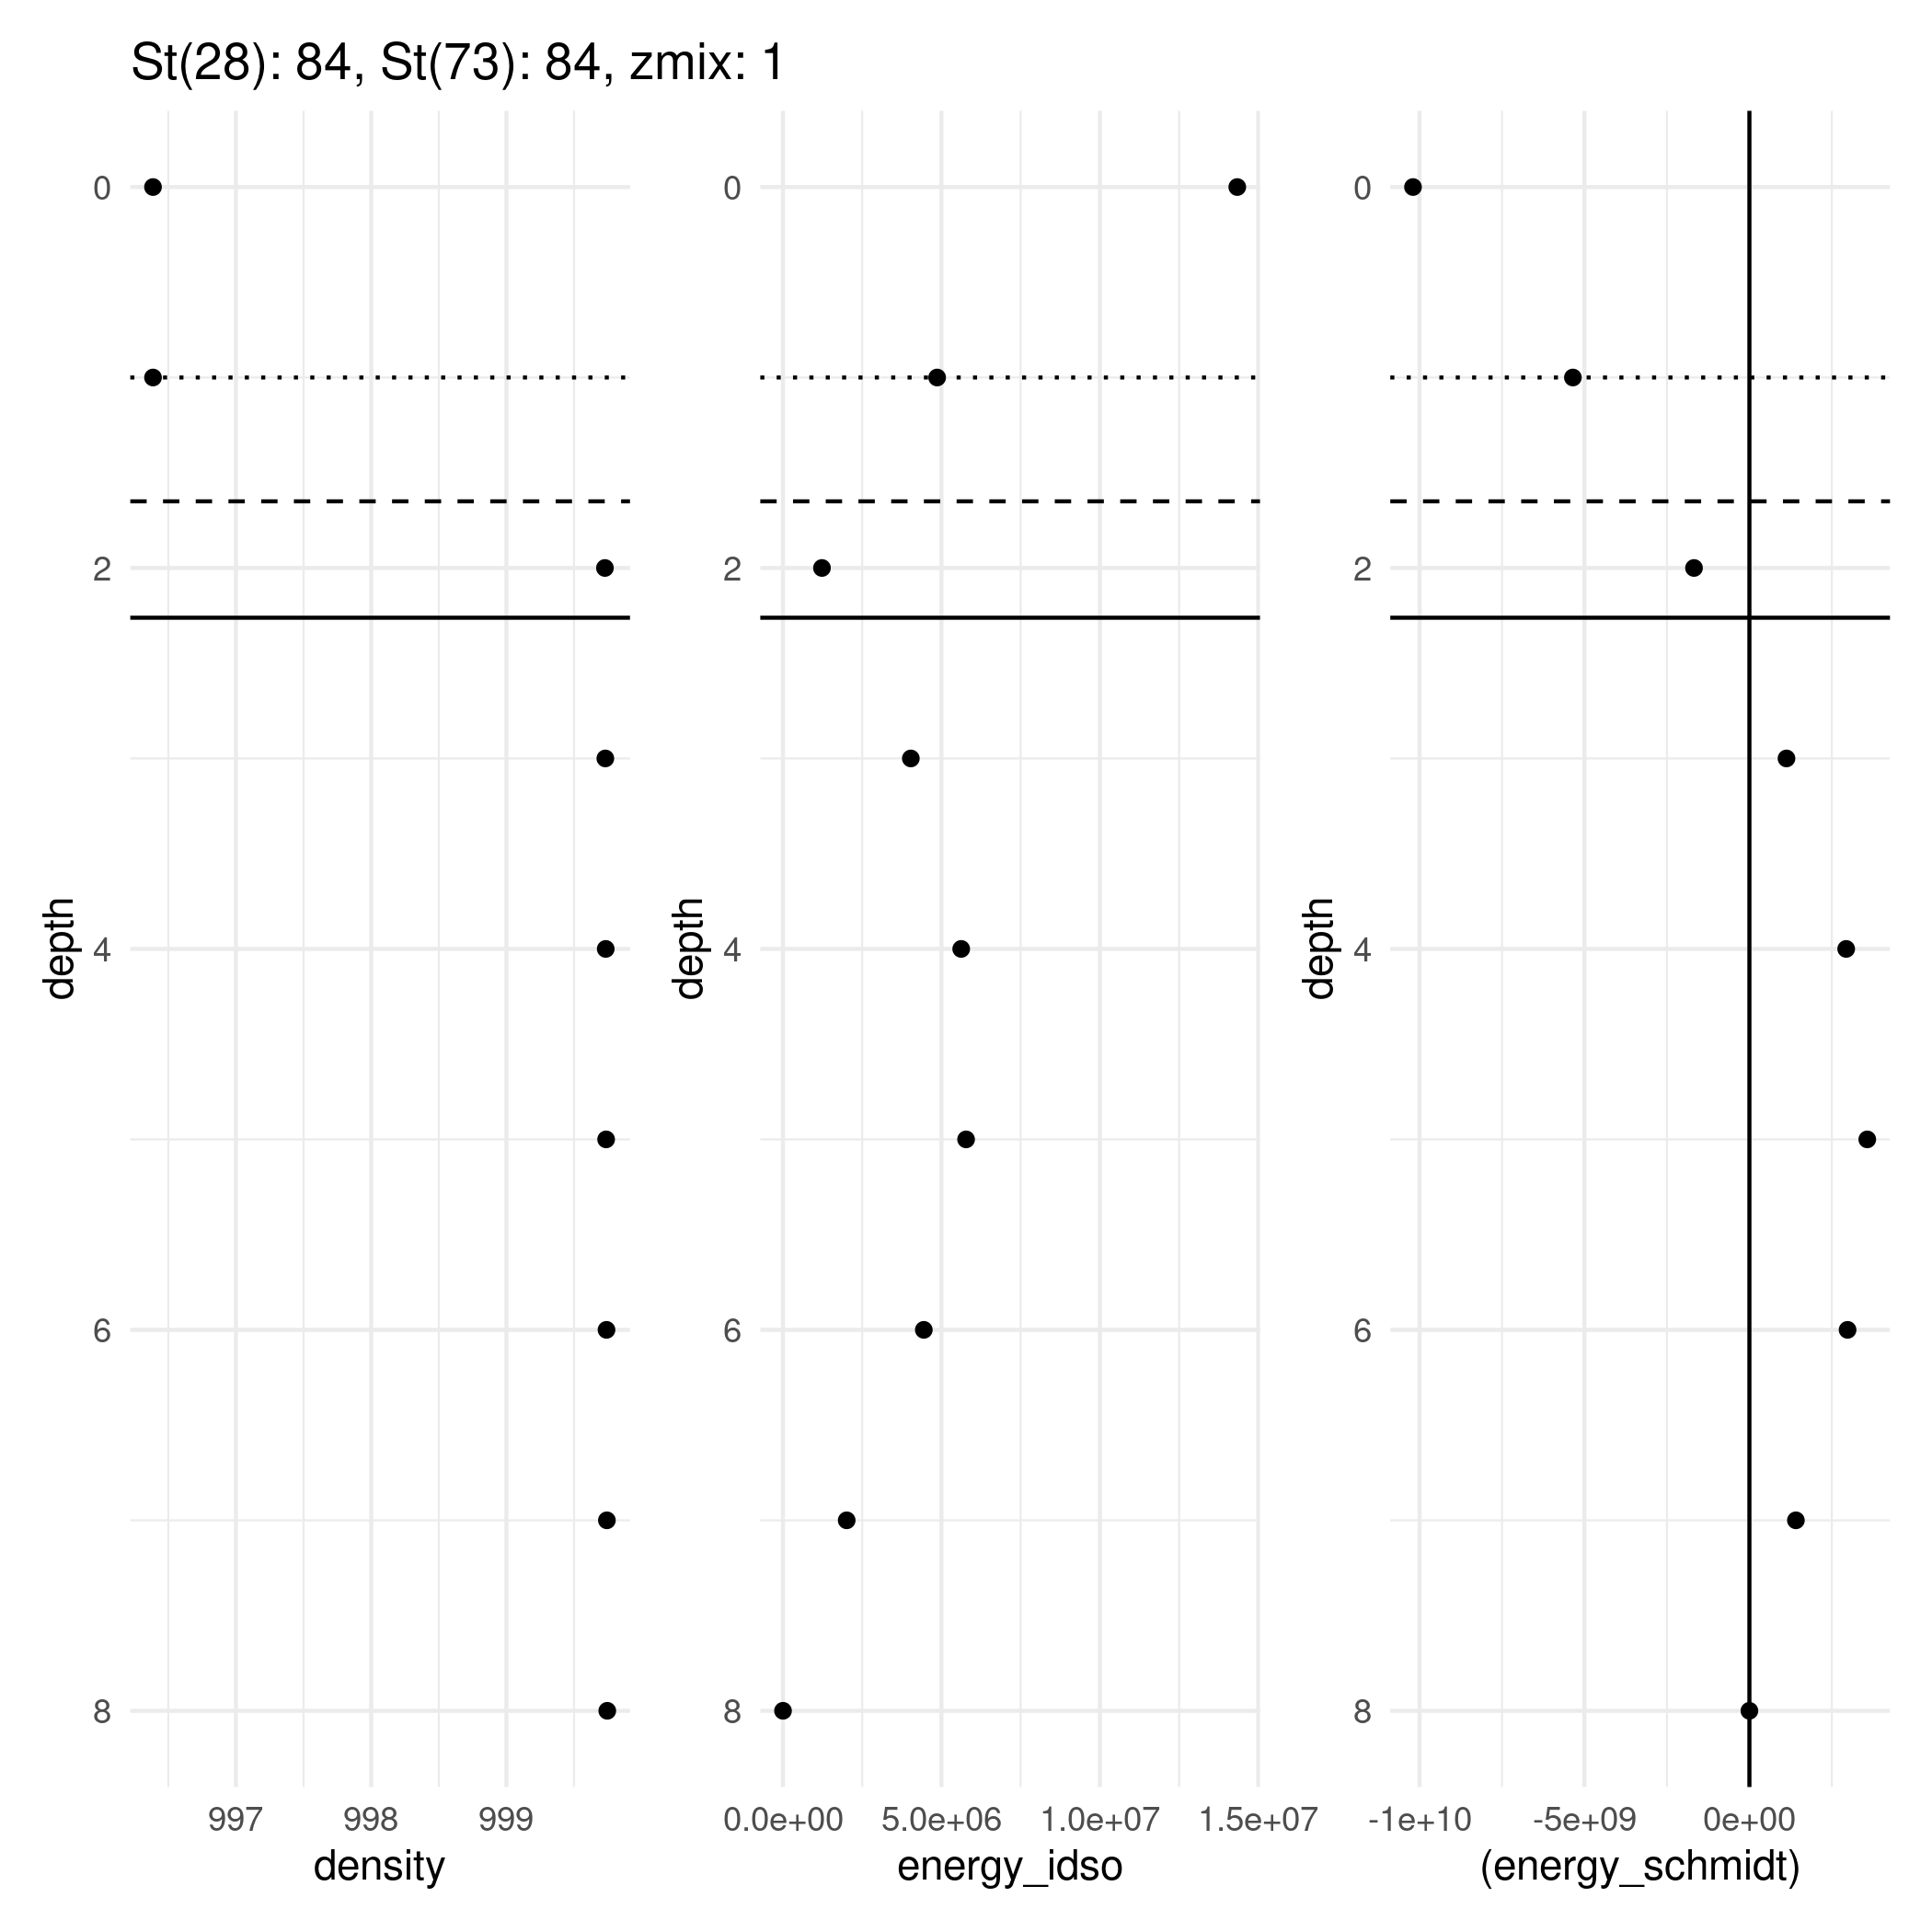 St(28): 84, St(73): 84, zmix: 1
0
2
4
6
8
depth
997 998 999
density
0
2
4
6
8
depth
0.0e+00 5.0e+06 1.0e+07 1.5e+07
energy_idso
0
2
4
6
8
depth
-1e+10 -5e+09 0e+00
(energy_schmidt)